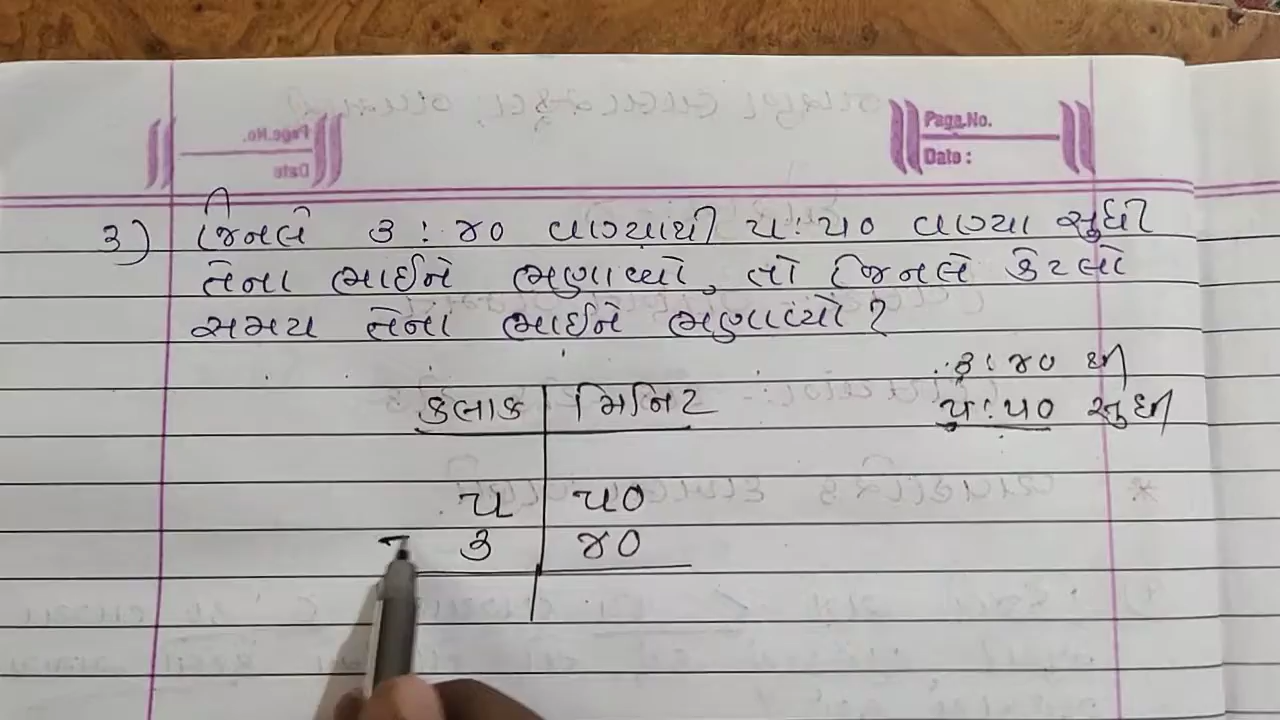 Page.No.
Date :
૩) જિનલે ૩:૪૦ વાગ્યાથી ૫:૫૦ વાગ્યા સુધી
તેના ભાઈને ભણાવ્યો, તો જિનલે કેટલો
સમય તેના ભાઈને ભણાવ્યો?
૩:૪૦ થી
૫:૫૦ સુધી
કલાક મિનિટ
૫ ૫૦
- ૩ ૪૦